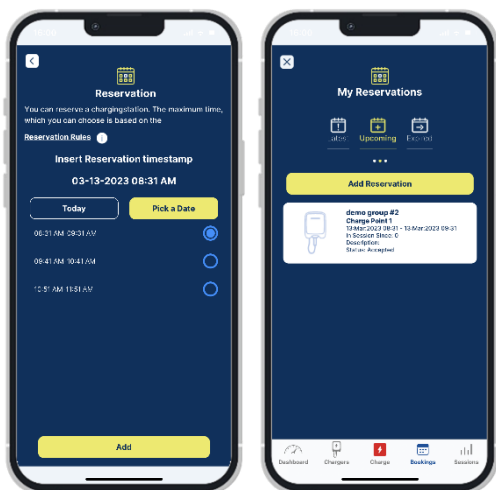 Reservation
You can reserve a chargingstation. The maximum time,
which you can choose is based on the
Reservation Rules
Insert Reservation timestamp
03-13-2023 08:31 AM
Today
Pick a Date
08:31 AM 09:31 AM
09:41 AM 10:41 AM
10:51 AM 11:51 AM
Add
My Reservations
Upcoming
Expired
Add Reservation
demo group #2
Charge Point 1
13-Mar-2023 08:31 - 13-Mar-2023 09:31
In Session Since: 0
Description:
Status: Accepted
Dashboard
Chargers
Charge
Bookings
Sessions